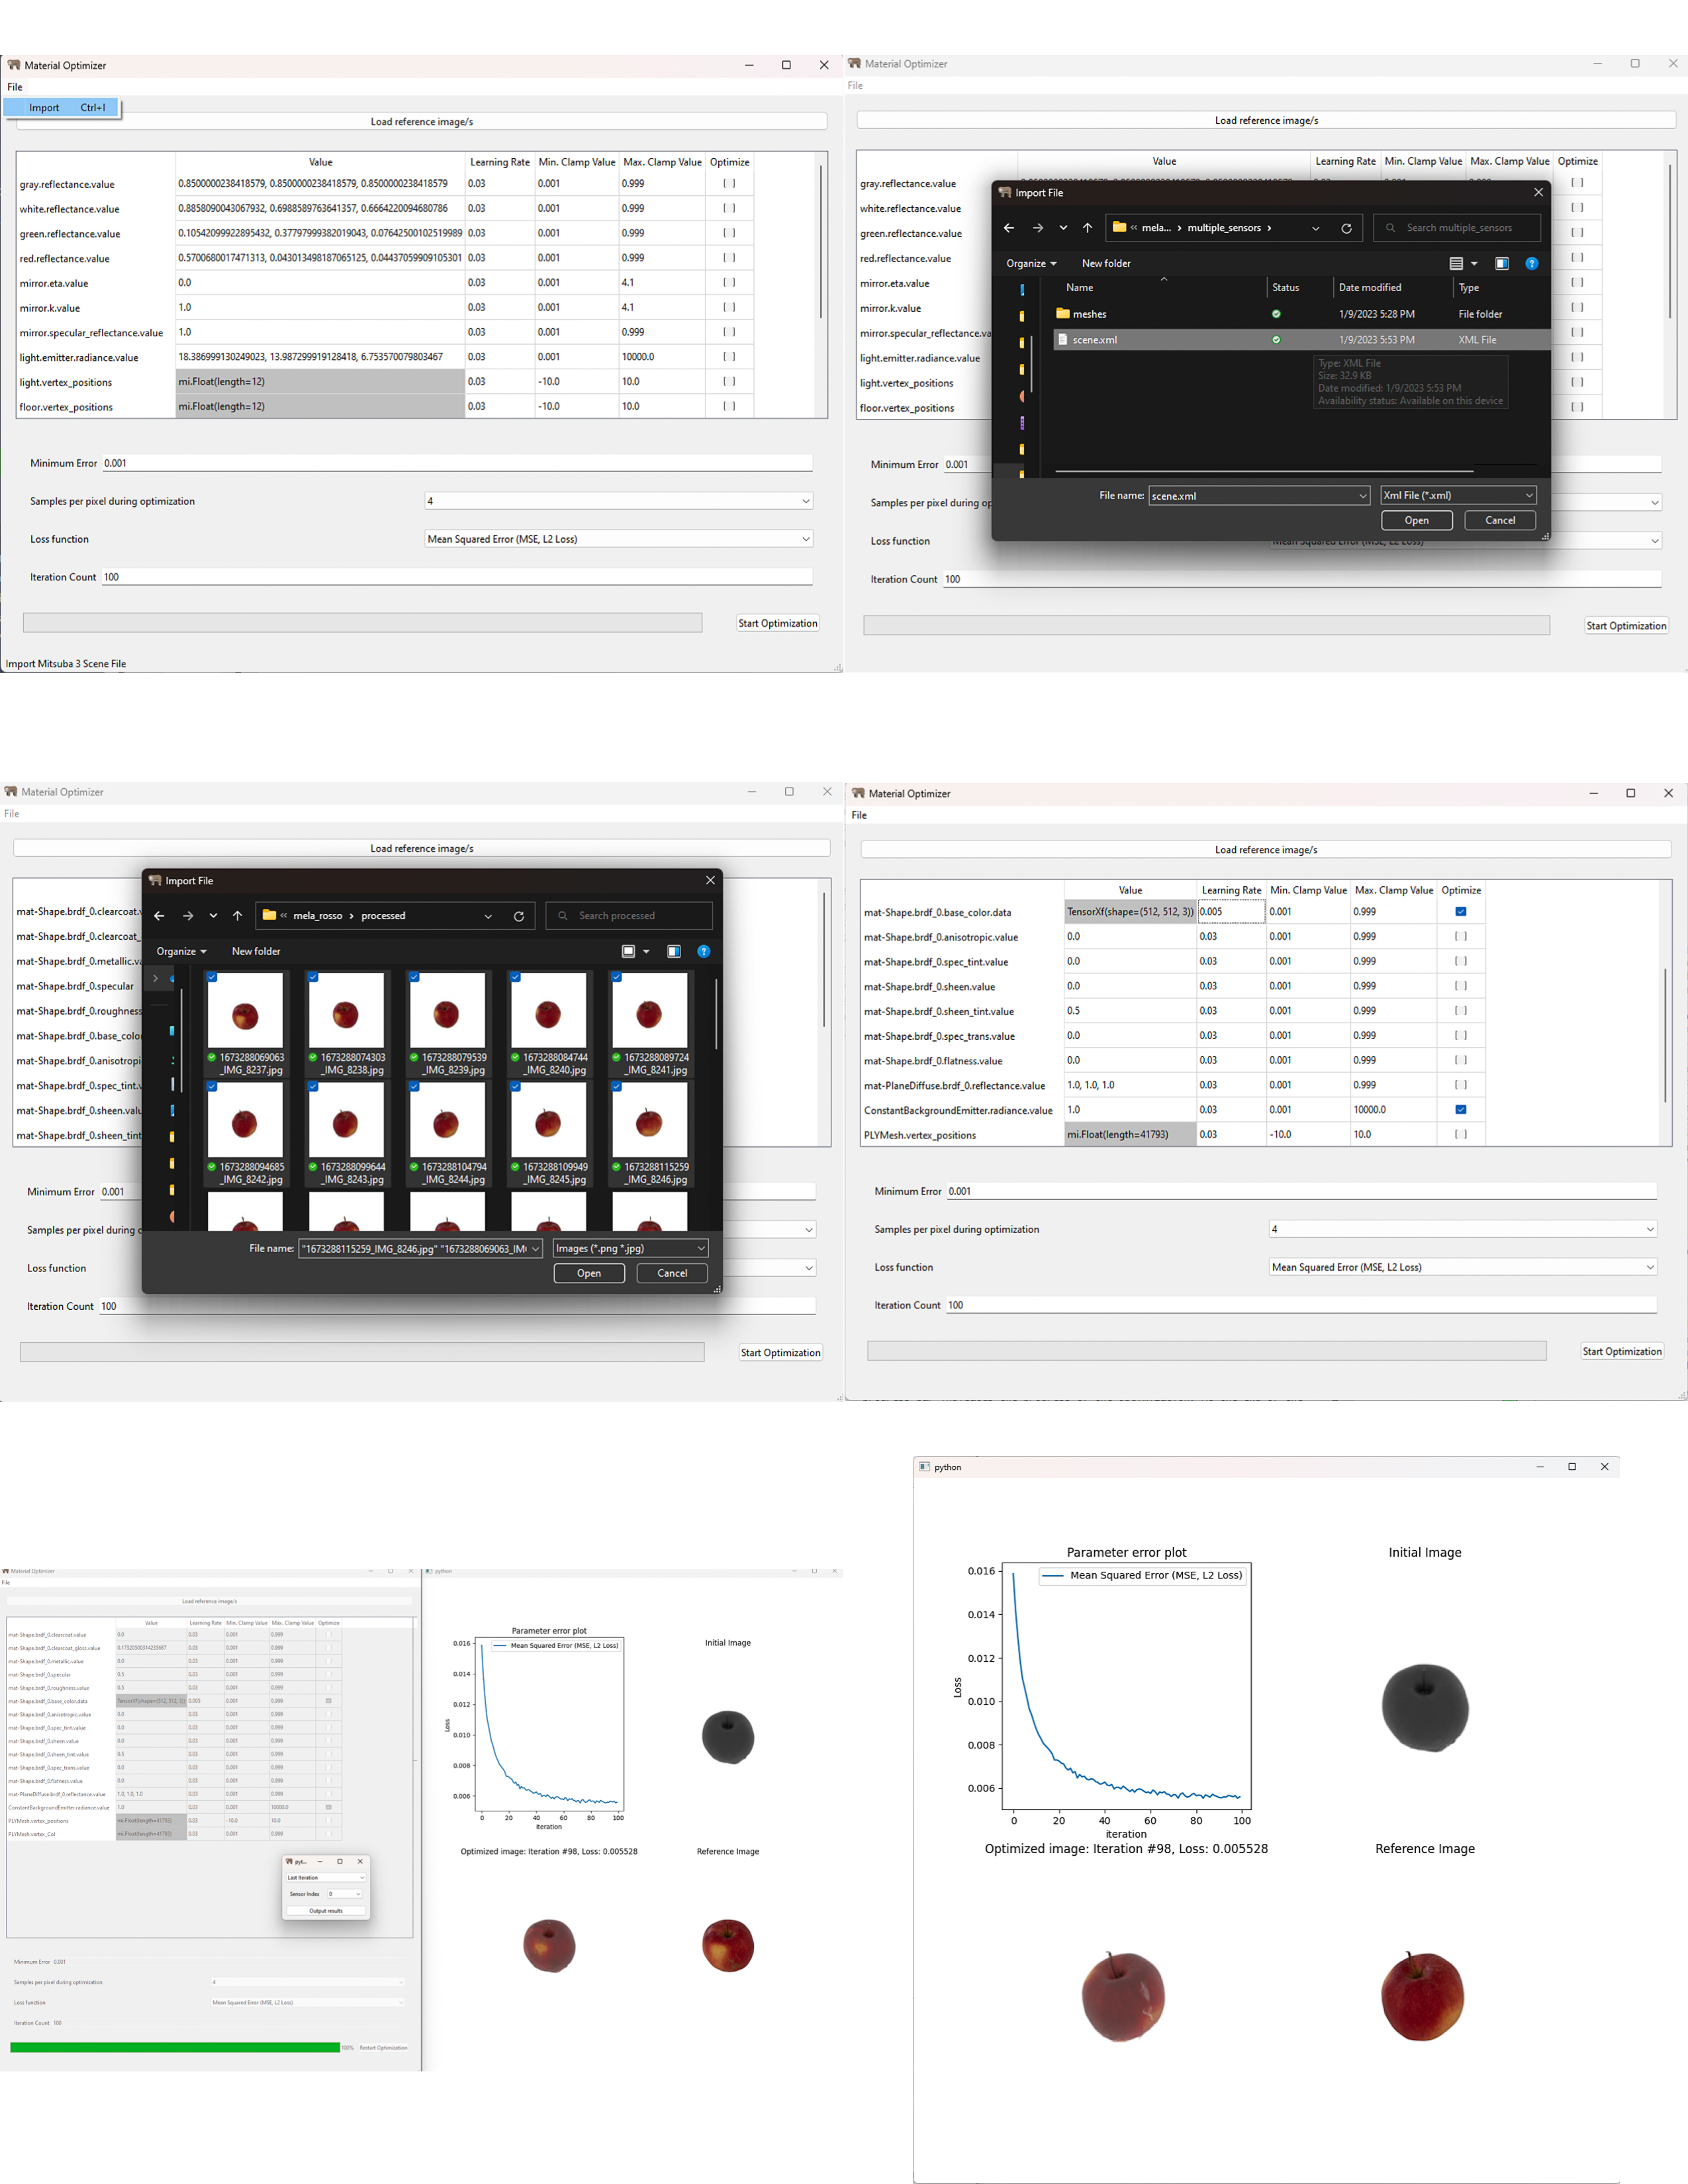 Material Optimizer
File
Import Ctrl+I
Load reference image/s
Value Learning Rate Min. Clamp Value Max. Clamp Value Optimize
gray.reflectance.value 0.8500000238418579, 0.8500000238418579, 0.8500000238418579 0.03 0.001 0.999
white.reflectance.value 0.8858090043067932, 0.6988589763641357, 0.6664220094680786 0.03 0.001 0.999
green.reflectance.value 0.10542099922895432, 0.37797999382019043, 0.07642500102519989 0.03 0.001 0.999
red.reflectance.value 0.5700680017471313, 0.043013498187065125, 0.04437059909105301 0.03 0.001 0.999
mirror.eta.value 0.0 0.03 0.001 4.1
mirror.k.value 1.0 0.03 0.001 4.1
mirror.specular_reflectance.value 1.0 0.03 0.001 0.999
light.emitter.radiance.value 18.386999130249023, 13.987299919128418, 6.753570079803467 0.03 0.001 10000.0
light.vertex_positions mi.Float(length=12) 0.03 -10.0 10.0
floor.vertex_positions mi.Float(length=12) 0.03 -10.0 10.0
Minimum Error 0.001
Samples per pixel during optimization 4
Loss function Mean Squared Error (MSE, L2 Loss)
Iteration Count 100
Start Optimization
Import Mitsuba 3 Scene File
Material Optimizer
File
Load reference image/s
Value Learning Rate Min. Clamp Value Max. Clamp Value Optimize
gray.reflectance.value
white.reflectance.value
green.reflectance.value
red.reflectance.value
mirror.eta.value
mirror.k.value
mirror.specular_reflectance.va
light.emitter.radiance.value
light.vertex_positions
floor.vertex_positions
Import File
« mela... › multiple_sensors ›
Search multiple_sensors
Organize New folder
Name Status Date modified Type
meshes 1/9/2023 5:28 PM File folder
scene.xml 1/9/2023 5:53 PM XML File
Type: XML File
Size: 32.9 KB
Date modified: 1/9/2023 5:53 PM
Availability status: Available on this device
File name: scene.xml Xml File (*.xml)
Open Cancel
Minimum Error 0.001
Samples per pixel during op
Loss function Mean Squared Error (MSE, L2 Loss)
Iteration Count 100
Start Optimization
Material Optimizer
File
Load reference image/s
mat-Shape.brdf_0.clearcoat.v
mat-Shape.brdf_0.clearcoat_
mat-Shape.brdf_0.metallic.va
mat-Shape.brdf_0.specular
mat-Shape.brdf_0.roughness
mat-Shape.brdf_0.base_colo
mat-Shape.brdf_0.anisotropi
mat-Shape.brdf_0.spec_tint.v
mat-Shape.brdf_0.sheen.valu
mat-Shape.brdf_0.sheen_tint
Import File
« mela_rosso › processed
Search processed
Organize New folder
1673288069063_IMG_8237.jpg 1673288074303_IMG_8238.jpg 1673288079539_IMG_8239.jpg 1673288084744_IMG_8240.jpg 1673288089724_IMG_8241.jpg
1673288094685_IMG_8242.jpg 1673288099644_IMG_8243.jpg 1673288104794_IMG_8244.jpg 1673288109949_IMG_8245.jpg 1673288115259_IMG_8246.jpg
File name: "1673288115259_IMG_8246.jpg" "1673288069063_IM Images (*.png *.jpg)
Open Cancel
Minimum Error 0.001
Samples per pixel during o
Loss function
Iteration Count 100
Start Optimization
Material Optimizer
File
Load reference image/s
Value Learning Rate Min. Clamp Value Max. Clamp Value Optimize
mat-Shape.brdf_0.base_color.data TensorXf(shape=(512, 512, 3)) 0.005 0.001 0.999
mat-Shape.brdf_0.anisotropic.value 0.0 0.03 0.001 0.999
mat-Shape.brdf_0.spec_tint.value 0.0 0.03 0.001 0.999
mat-Shape.brdf_0.sheen.value 0.0 0.03 0.001 0.999
mat-Shape.brdf_0.sheen_tint.value 0.5 0.03 0.001 0.999
mat-Shape.brdf_0.spec_trans.value 0.0 0.03 0.001 0.999
mat-Shape.brdf_0.flatness.value 0.0 0.03 0.001 0.999
mat-PlaneDiffuse.brdf_0.reflectance.value 1.0, 1.0, 1.0 0.03 0.001 0.999
ConstantBackgroundEmitter.radiance.value 1.0 0.03 0.001 10000.0
PLYMesh.vertex_positions mi.Float(length=41793) 0.03 -10.0 10.0
Minimum Error 0.001
Samples per pixel during optimization 4
Loss function Mean Squared Error (MSE, L2 Loss)
Iteration Count 100
Start Optimization
Material Optimizer
File
Load reference image/s
Value Learning Rate Min. Clamp Value Max. Clamp Value Optimize
mat-Shape.brdf_0.clearcoat.value 0.0 0.03 0.001 0.999
mat-Shape.brdf_0.clearcoat_gloss.value 0.03 0.001 0.999
mat-Shape.brdf_0.metallic.value 0.0 0.03 0.001 0.999
mat-Shape.brdf_0.specular 0.5 0.03 0.001 0.999
mat-Shape.brdf_0.roughness.value 0.5 0.03 0.001 0.999
mat-Shape.brdf_0.base_color.data TensorXf(shape=(512, 512, 3)) 0.005 0.001 0.999
mat-Shape.brdf_0.anisotropic.value 0.0 0.03 0.001 0.999
mat-Shape.brdf_0.spec_tint.value 0.0 0.03 0.001 0.999
mat-Shape.brdf_0.sheen.value 0.0 0.03 0.001 0.999
mat-Shape.brdf_0.sheen_tint.value 0.5 0.03 0.001 0.999
mat-Shape.brdf_0.spec_trans.value 0.0 0.03 0.001 0.999
mat-Shape.brdf_0.flatness.value 0.0 0.03 0.001 0.999
mat-PlaneDiffuse.brdf_0.reflectance.value 1.0, 1.0, 1.0 0.03 0.001 0.999
ConstantBackgroundEmitter.radiance.value 1.0 0.03 0.001 10000.0
PLYMesh.vertex_positions mi.Float(length=41793) 0.03 -10.0 10.0
PLYMesh.vertex_Col mi.Float(length=41793) 0.03 0.001 0.999
pyt...
Last Iteration
Sensor Index 0
Output results
Minimum Error 0.001
Samples per pixel during optimization 4
Loss function Mean Squared Error (MSE, L2 Loss)
Iteration Count 100
100% Restart Optimization
python
Parameter error plot
Mean Squared Error (MSE, L2 Loss)
0.016
0.014
0.012
0.010
0.008
0.006
Loss
0 20 40 60 80 100
iteration
Initial Image
Optimized image: Iteration #98, Loss: 0.005528
Reference Image
python
Parameter error plot
Mean Squared Error (MSE, L2 Loss)
0.016
0.014
0.012
0.010
0.008
0.006
Loss
0 20 40 60 80 100
iteration
Initial Image
Optimized image: Iteration #98, Loss: 0.005528
Reference Image